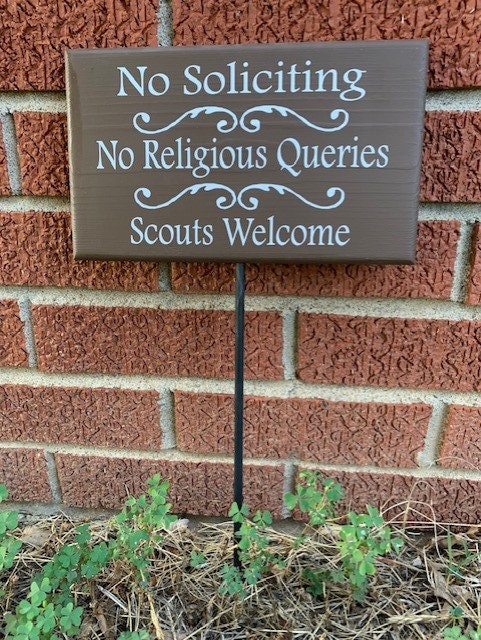 No Soliciting
No Religious Queries
Scouts Welcome